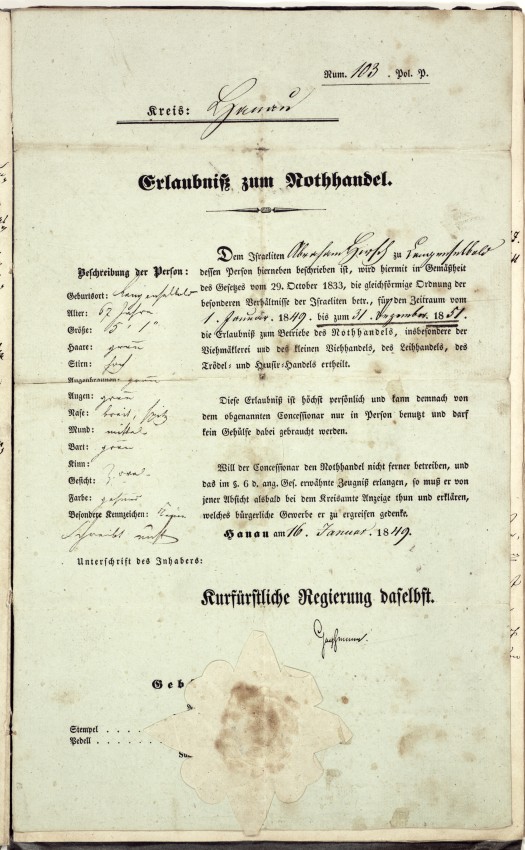 Num. 103. Pol. P.
Kreis: Hanau
Erlaubniß zum Nothhandel.
Dem Israeliten Abraham Hirsch zu Langenselbold
dessen Person hierneben beschrieben ist, wird hiermit in Gemäßheit
des Gesetzes vom 29. October 1833, die gleichförmige Ordnung der
besonderen Verhältnisse der Israeliten betr., für den Zeitraum vom
1. Januar 1849. bis zum 31. Dezember 1851.
die Erlaubniß zum Betriebe des Nothhandels, insbesondere der
Viehmäklerei und des kleinen Viehhandels, des Leihhandels, des
Trödel- und Hausir-Handels ertheilt.
Diese Erlaubniß ist höchst persönlich und kann demnach von
dem obgenannten Concessionar nur in Person benutzt und darf
kein Gehülfe dabei gebraucht werden.
Will der Concessionar den Nothhandel nicht ferner betreiben, und
das im §. 6 d. ang. Ges. erwähnte Zeugniß erlangen, so muß er von
jener Absicht alsbald bei dem Kreisamte Anzeige thun und erklären,
welches bürgerliche Gewerbe er zu ergreifen gedenke.
Hanau am 16. Januar 1849.
Kurfürstliche Regierung daselbst.
Beschreibung der Person:
Geburtsort: Langenselbold
Alter: 67 Jahre
Größe: 5' 1"
Haare: grau
Stirn: hoch
Augenbraunen: grau
Augen: grau
Nase: breit, spitz
Mund: mittel
Bart: grau
Kinn:
Gesicht: oval
Farbe: gesund
Besondere Kennzeichen: keine
Schreibt nicht
Unterschrift des Inhabers:
Geb
Stempel . . . .
Pedell . . . .
Su